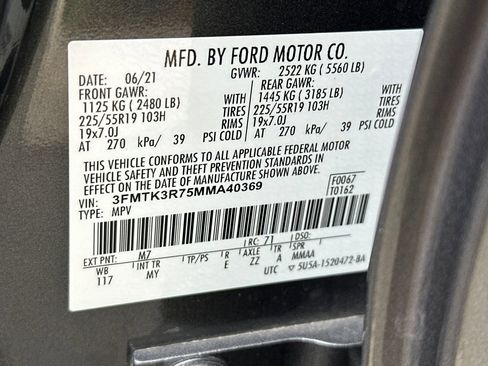 MFD. BY FORD MOTOR CO.
DATE: 06/21 GVWR: 2522 KG ( 5560 LB)
FRONT GAWR: REAR GAWR:
1125 KG ( 2480 LB) 1445 KG ( 3185 LB)
225/55R19 103H TIRES 225/55R19 103H TIRES
19x7.0J RIMS 19x7.0J RIMS
AT 270 kPa/ 39 PSI COLD AT 270 kPa/ 39 PSI COLD
THIS VEHICLE CONFORMS TO ALL APPLICABLE FEDERAL MOTOR
VEHICLE SAFETY AND THEFT PREVENTION STANDARDS IN
EFFECT ON THE DATE OF MANUFACTURE SHOWN ABOVE.
VIN: 3FMTK3R75MMA40369 F0067
TYPE: MPV T0162
EXT PNT: M7 RC: 71 DSO:
WB INT TR TP/PS R AXLE TR SPR
117 MY E ZZ A MMAA
UTC ▽ 5U5A-1520472-BA